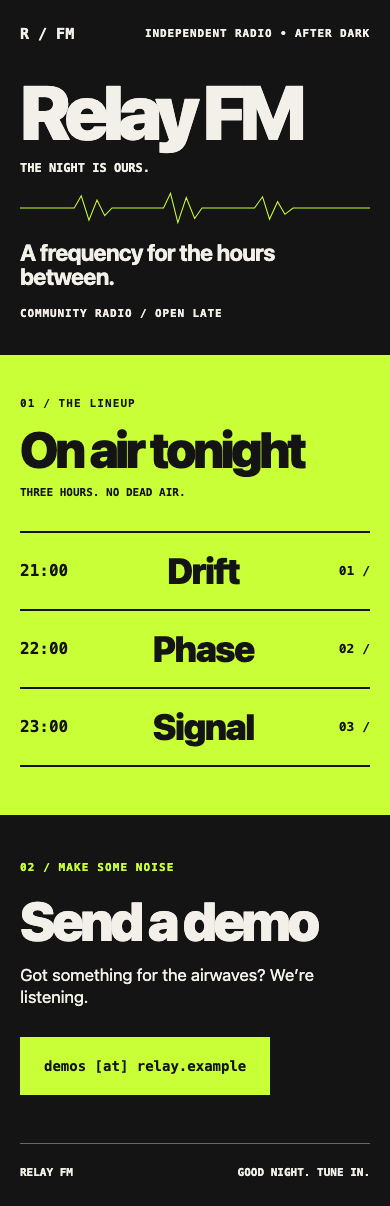 R / FM
INDEPENDENT RADIO • AFTER DARK
Relay FM
THE NIGHT IS OURS.
A frequency for the hours
between.
COMMUNITY RADIO / OPEN LATE
01 / THE LINEUP
On air tonight
THREE HOURS. NO DEAD AIR.
21:00 Drift 01 /
22:00 Phase 02 /
23:00 Signal 03 /
02 / MAKE SOME NOISE
Send a demo
Got something for the airwaves? We’re
listening.
demos [at] relay.example
RELAY FM
GOOD NIGHT. TUNE IN.